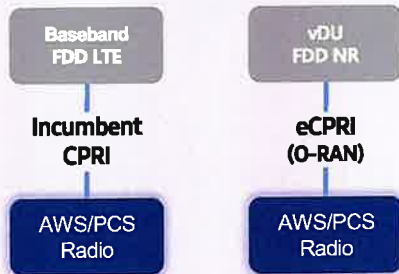 Baseband
FDD LTE
Incumbent
CPRI
AWS/PCS
Radio
vDU
FDD NR
eCPRI
(O-RAN)
AWS/PCS
Radio